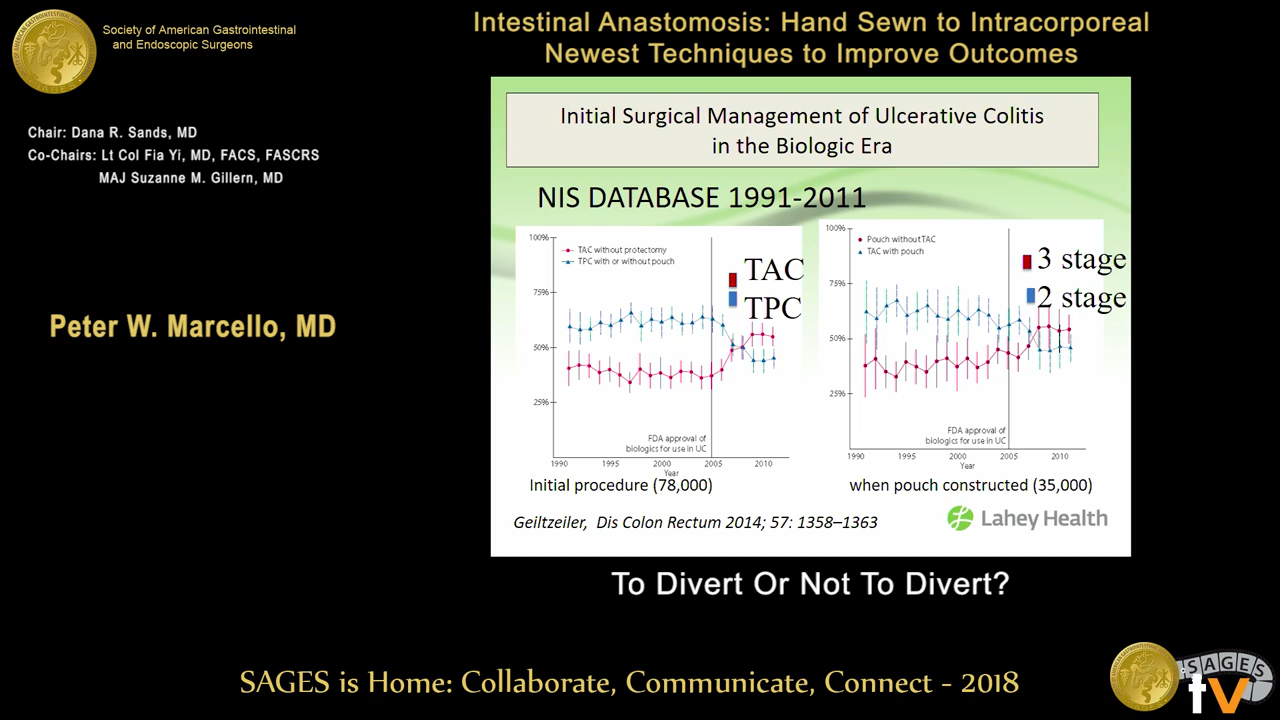 Society of American Gastrointestinal
and Endoscopic Surgeons
Intestinal Anastomosis: Hand Sewn to Intracorporeal
Newest Techniques to Improve Outcomes
Chair: Dana R. Sands, MD
Co-Chairs: Lt Col Fia Yi, MD, FACS, FASCRS
MAJ Suzanne M. Gillern, MD
Peter W. Marcello, MD
Initial Surgical Management of Ulcerative Colitis
in the Biologic Era
NIS DATABASE 1991-2011
100%
75%
50%
25%
TAC without protectomy
TPC with or without pouch
TAC
TPC
FDA approval of
biologics for use in UC
1990 1995 2000 2005 2010
Year
Initial procedure (78,000)
100%
75%
50%
25%
Pouch without TAC
TAC with pouch
3 stage
2 stage
FDA approval of
biologics for use in UC
1990 1995 2000 2005 2010
Year
when pouch constructed (35,000)
Geiltzeiler, Dis Colon Rectum 2014; 57: 1358–1363
Lahey Health
To Divert Or Not To Divert?
SAGES is Home: Collaborate, Communicate, Connect - 2018
SAGES
tv